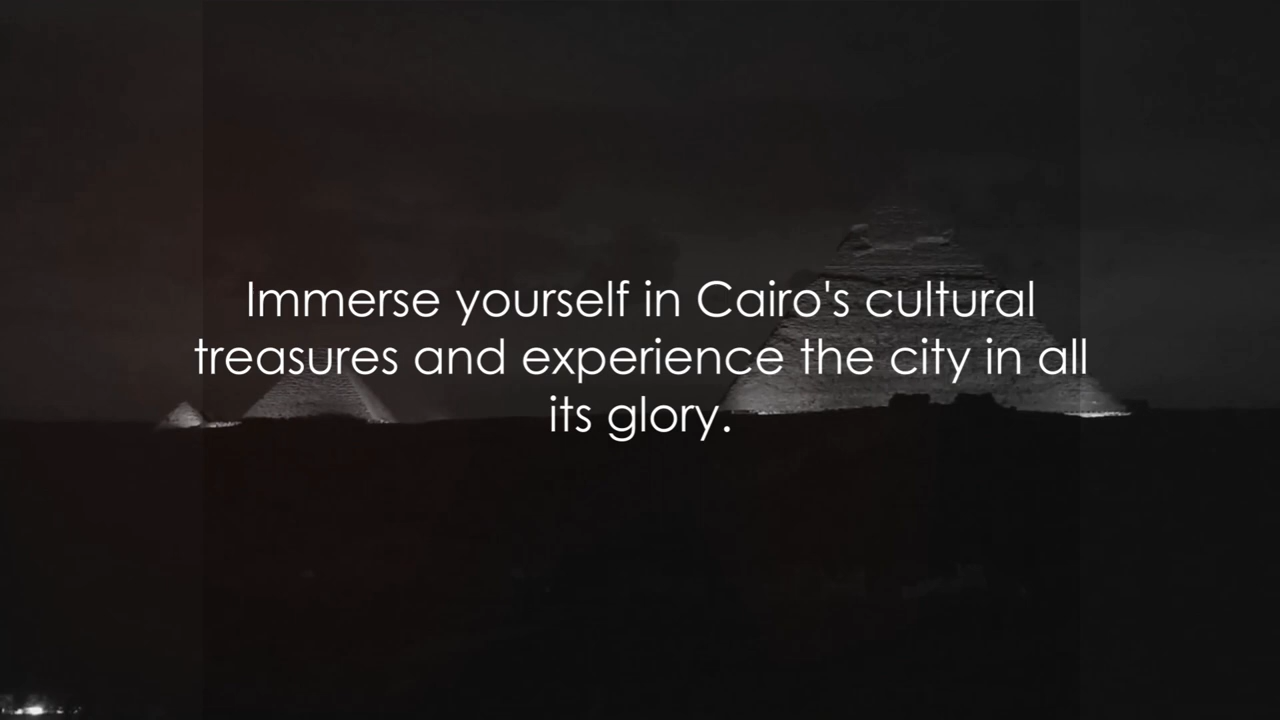 Immerse yourself in Cairo's cultural
treasures and experience the city in all
its glory.